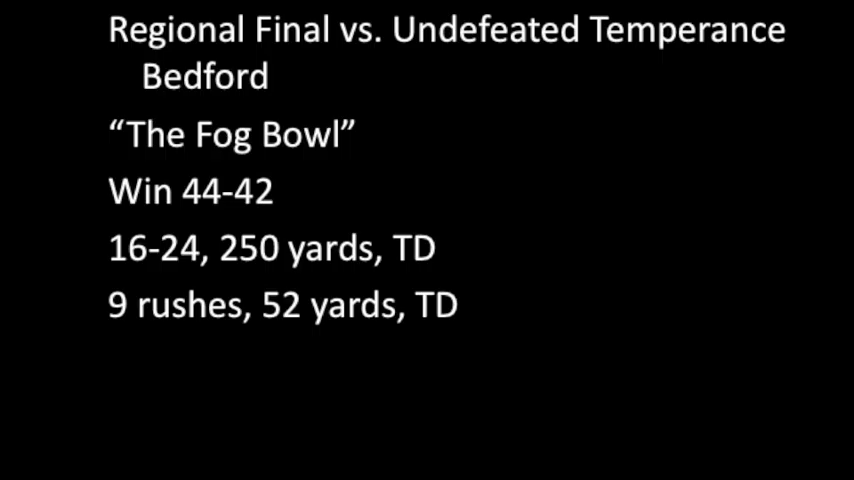 Regional Final vs. Undefeated Temperance
Bedford
“The Fog Bowl”
Win 44-42
16-24, 250 yards, TD
9 rushes, 52 yards, TD